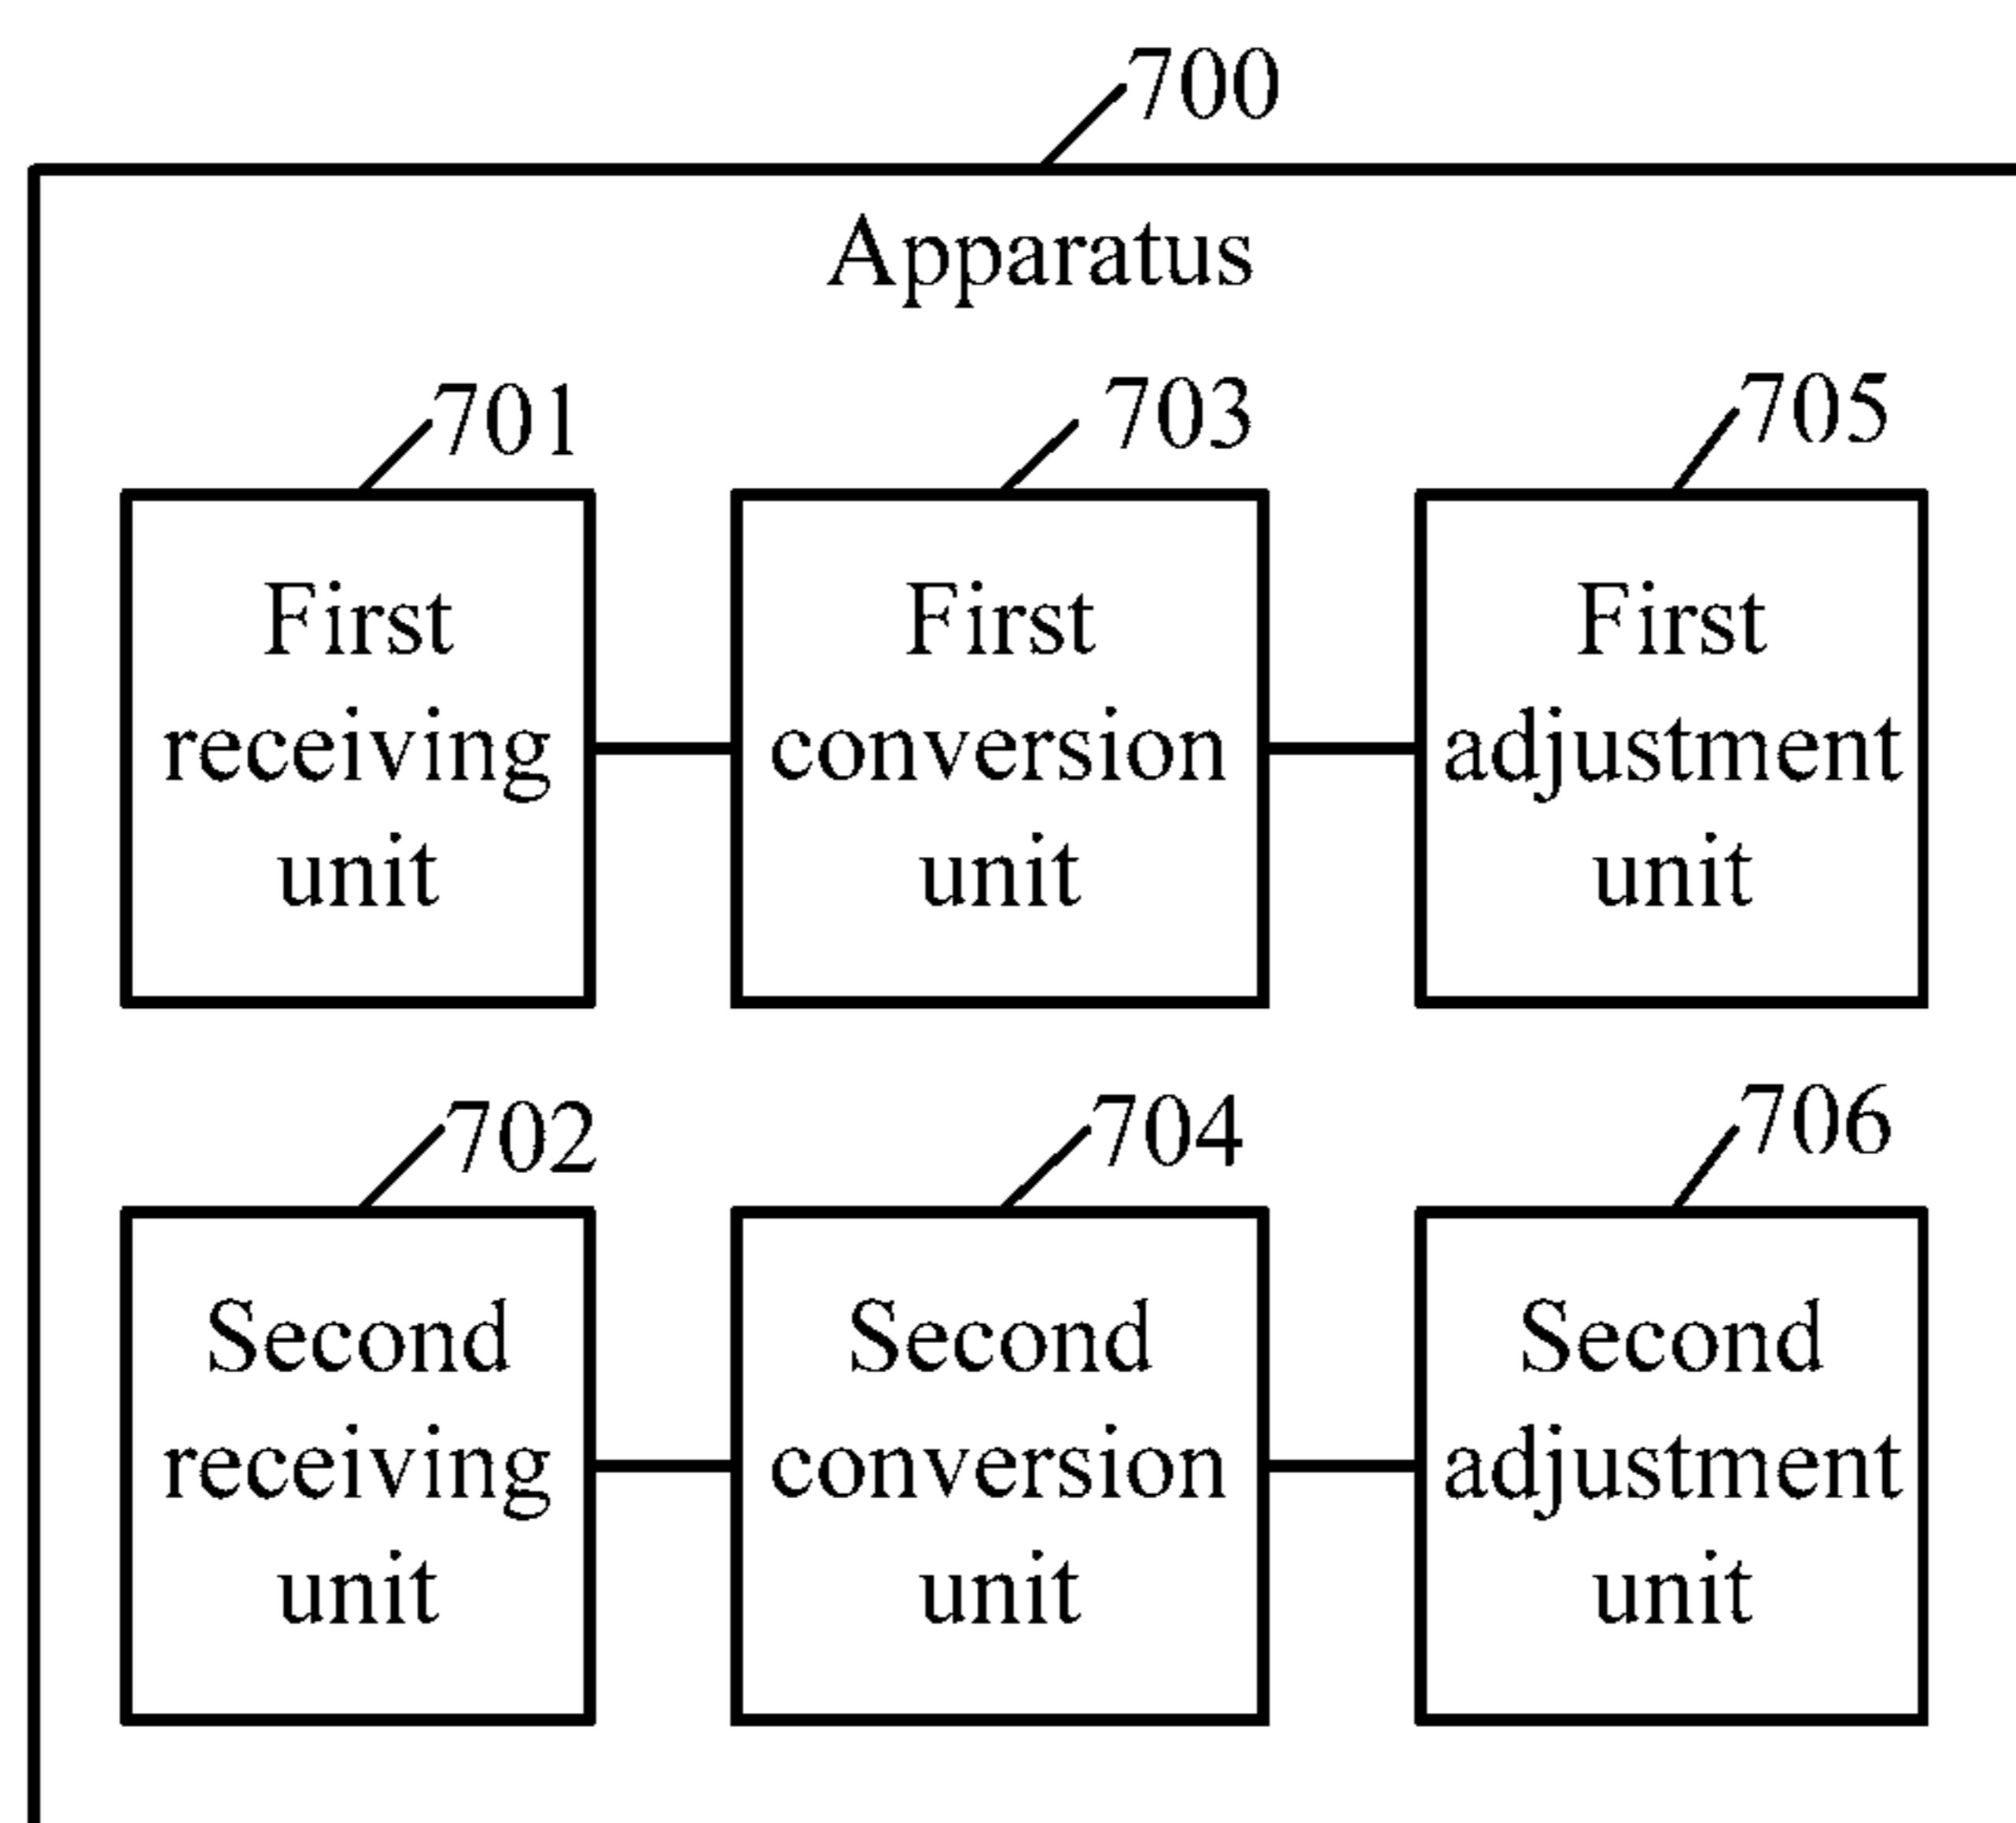 700
Apparatus
701
703
705
First
receiving
unit
First
conversion
unit
First
adjustment
unit
702
704
706
Second
receiving
unit
Second
conversion
unit
Second
adjustment
unit